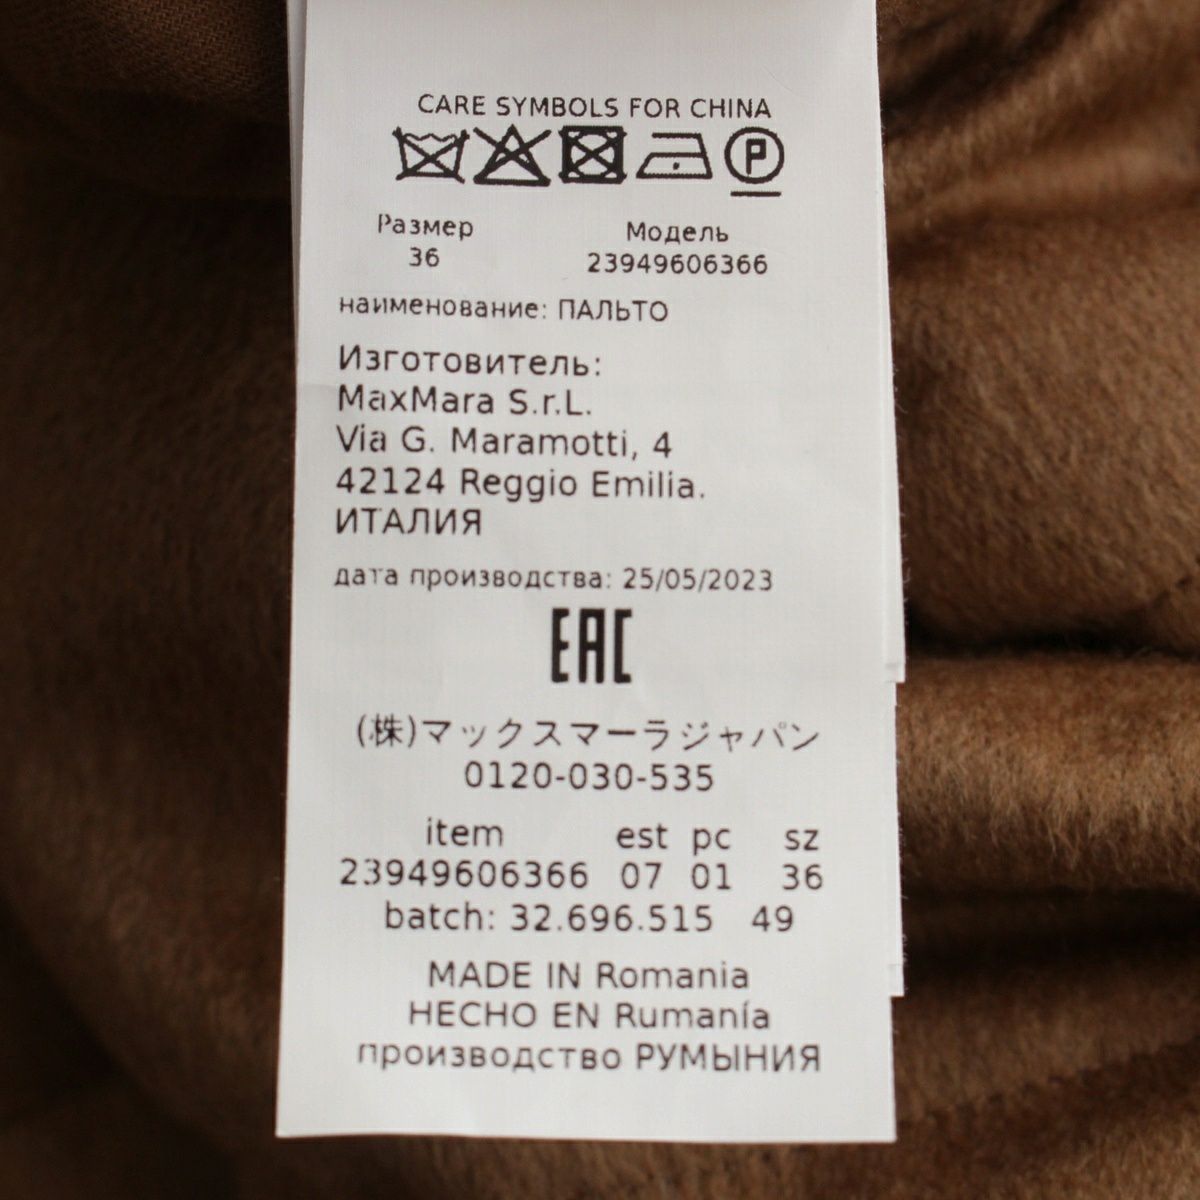 CARE SYMBOLS FOR CHINA
P
Размер Модель
36 23949606366
наименование: ПАЛЬТО
Изготовитель:
MaxMara S.r.L.
Via G. Maramotti, 4
42124 Reggio Emilia.
ИТАЛИЯ
дата производства: 25/05/2023
EAC
(株)マックスマーラジャパン
0120-030-535
item est pc sz
23949606366 07 01 36
batch: 32.696.515 49
MADE IN Romania
HECHO EN Rumanía
производство РУМЫНИЯ